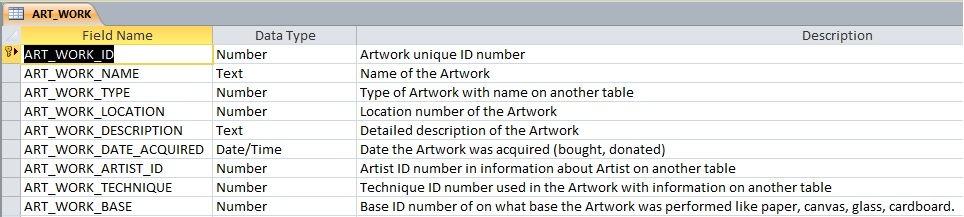 ART_WORK
Field Name Data Type Description
ART_WORK_ID Number Artwork unique ID number
ART_WORK_NAME Text Name of the Artwork
ART_WORK_TYPE Number Type of Artwork with name on another table
ART_WORK_LOCATION Number Location number of the Artwork
ART_WORK_DESCRIPTION Text Detailed description of the Artwork
ART_WORK_DATE_ACQUIRED Date/Time Date the Artwork was acquired (bought, donated)
ART_WORK_ARTIST_ID Number Artist ID number in information about Artist on another table
ART_WORK_TECHNIQUE Number Technique ID number used in the Artwork with information on another table
ART_WORK_BASE Number Base ID number of on what base the Artwork was performed like paper, canvas, glass, cardboard.